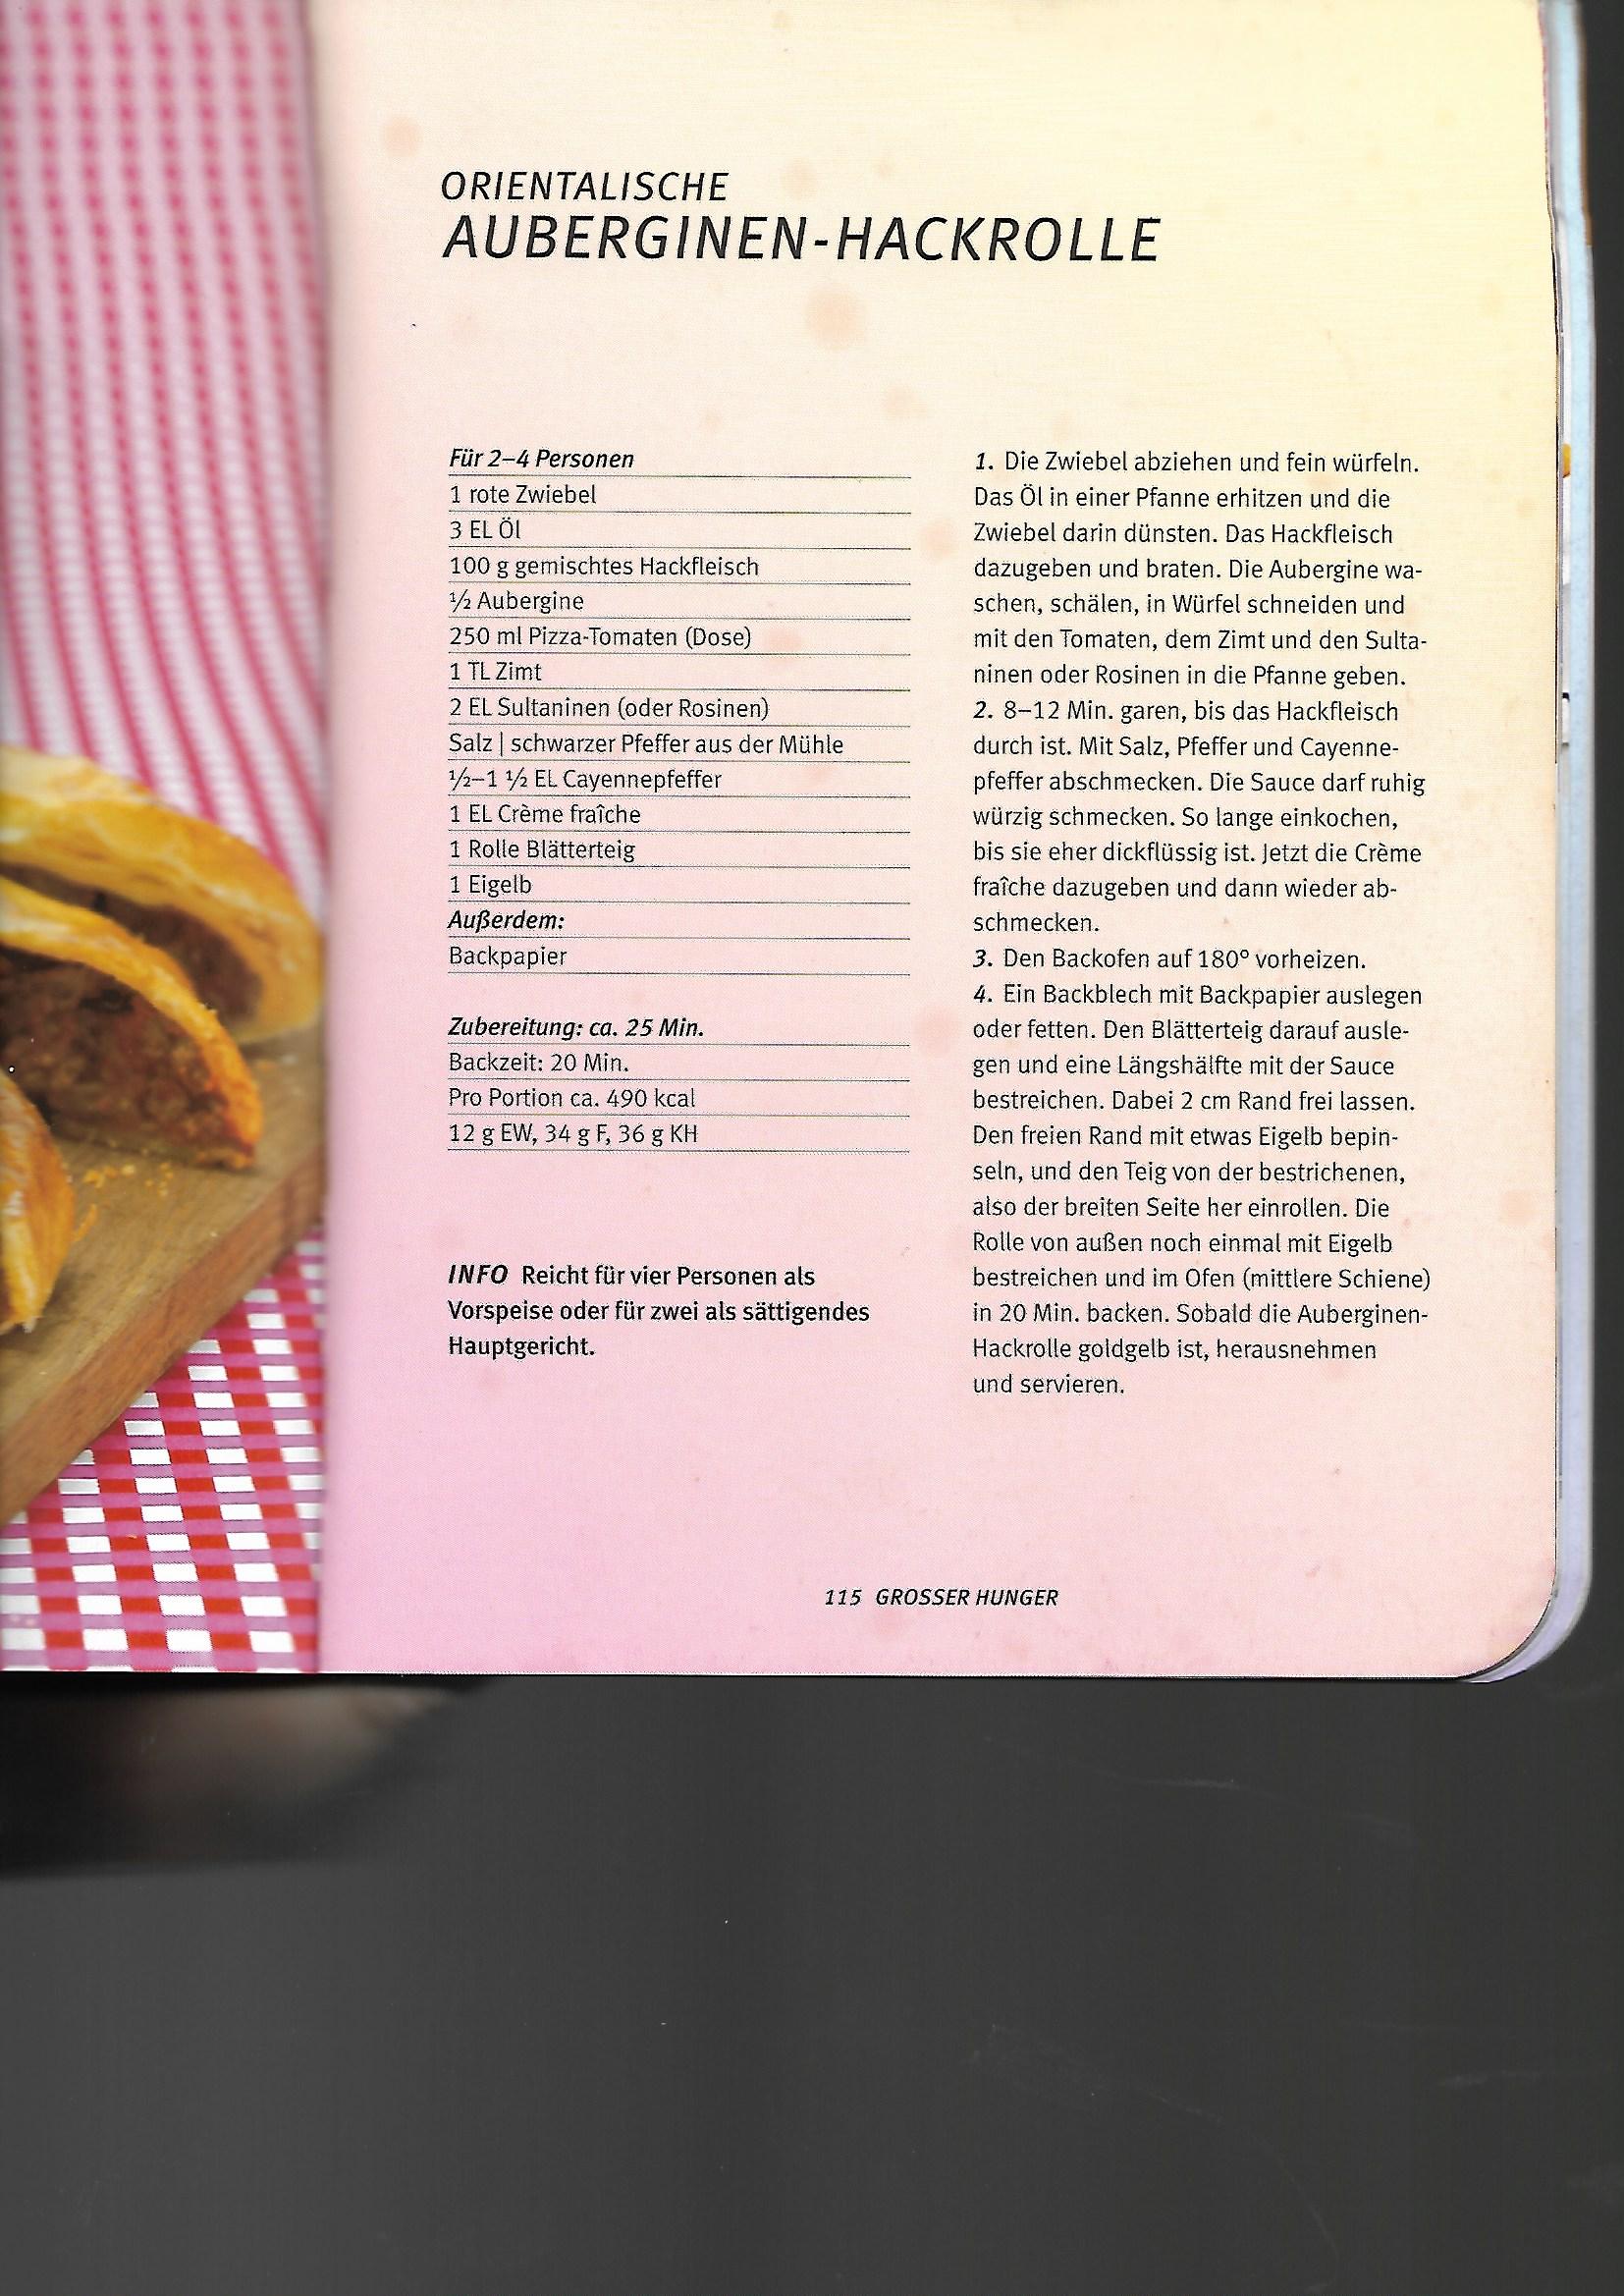 ORIENTALISCHE
AUBERGINEN-HACKROLLE
Für 2–4 Personen
1 rote Zwiebel
3 EL Öl
100 g gemischtes Hackfleisch
½ Aubergine
250 ml Pizza-Tomaten (Dose)
1 TL Zimt
2 EL Sultaninen (oder Rosinen)
Salz | schwarzer Pfeffer aus der Mühle
½–1 ½ EL Cayennepfeffer
1 EL Crème fraîche
1 Rolle Blätterteig
1 Eigelb
Außerdem:
Backpapier
Zubereitung: ca. 25 Min.
Backzeit: 20 Min.
Pro Portion ca. 490 kcal
12 g EW, 34 g F, 36 g KH
INFO Reicht für vier Personen als
Vorspeise oder für zwei als sättigendes
Hauptgericht.
1. Die Zwiebel abziehen und fein würfeln.
Das Öl in einer Pfanne erhitzen und die
Zwiebel darin dünsten. Das Hackfleisch
dazugeben und braten. Die Aubergine wa-
schen, schälen, in Würfel schneiden und
mit den Tomaten, dem Zimt und den Sulta-
ninen oder Rosinen in die Pfanne geben.
2. 8–12 Min. garen, bis das Hackfleisch
durch ist. Mit Salz, Pfeffer und Cayenne-
pfeffer abschmecken. Die Sauce darf ruhig
würzig schmecken. So lange einkochen,
bis sie eher dickflüssig ist. Jetzt die Crème
fraîche dazugeben und dann wieder ab-
schmecken.
3. Den Backofen auf 180° vorheizen.
4. Ein Backblech mit Backpapier auslegen
oder fetten. Den Blätterteig darauf ausle-
gen und eine Längshälfte mit der Sauce
bestreichen. Dabei 2 cm Rand frei lassen.
Den freien Rand mit etwas Eigelb bepin-
seln, und den Teig von der bestrichenen,
also der breiten Seite her einrollen. Die
Rolle von außen noch einmal mit Eigelb
bestreichen und im Ofen (mittlere Schiene)
in 20 Min. backen. Sobald die Auberginen-
Hackrolle goldgelb ist, herausnehmen
und servieren.
115 GROSSER HUNGER